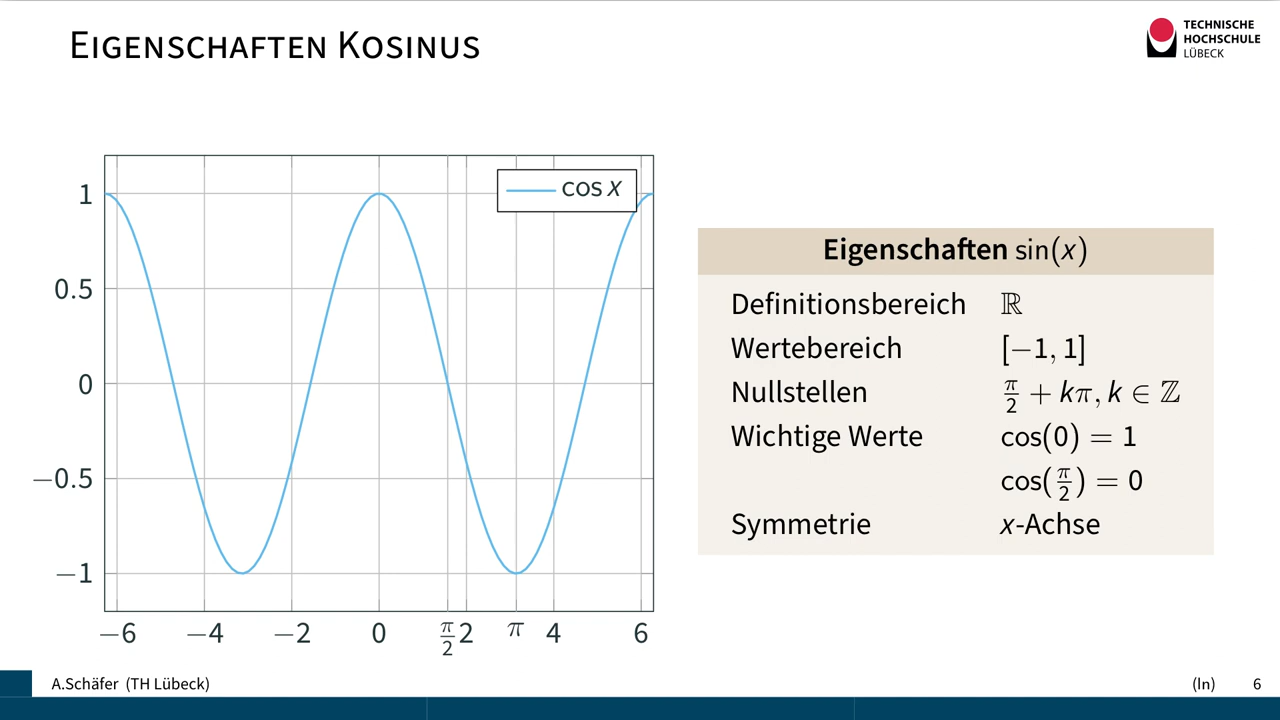 Eigenschaften Kosinus
TECHNISCHE
HOCHSCHULE
LÜBECK
cos x
1
0.5
0
−0.5
−1
−6 −4 −2 0 π/2 2 π 4 6
Eigenschaften sin(x)
Definitionsbereich ℝ
Wertebereich [−1, 1]
Nullstellen π/2 + kπ, k ∈ ℤ
Wichtige Werte cos(0) = 1
cos(π/2) = 0
Symmetrie x-Achse
A.Schäfer (TH Lübeck) (ln) 6